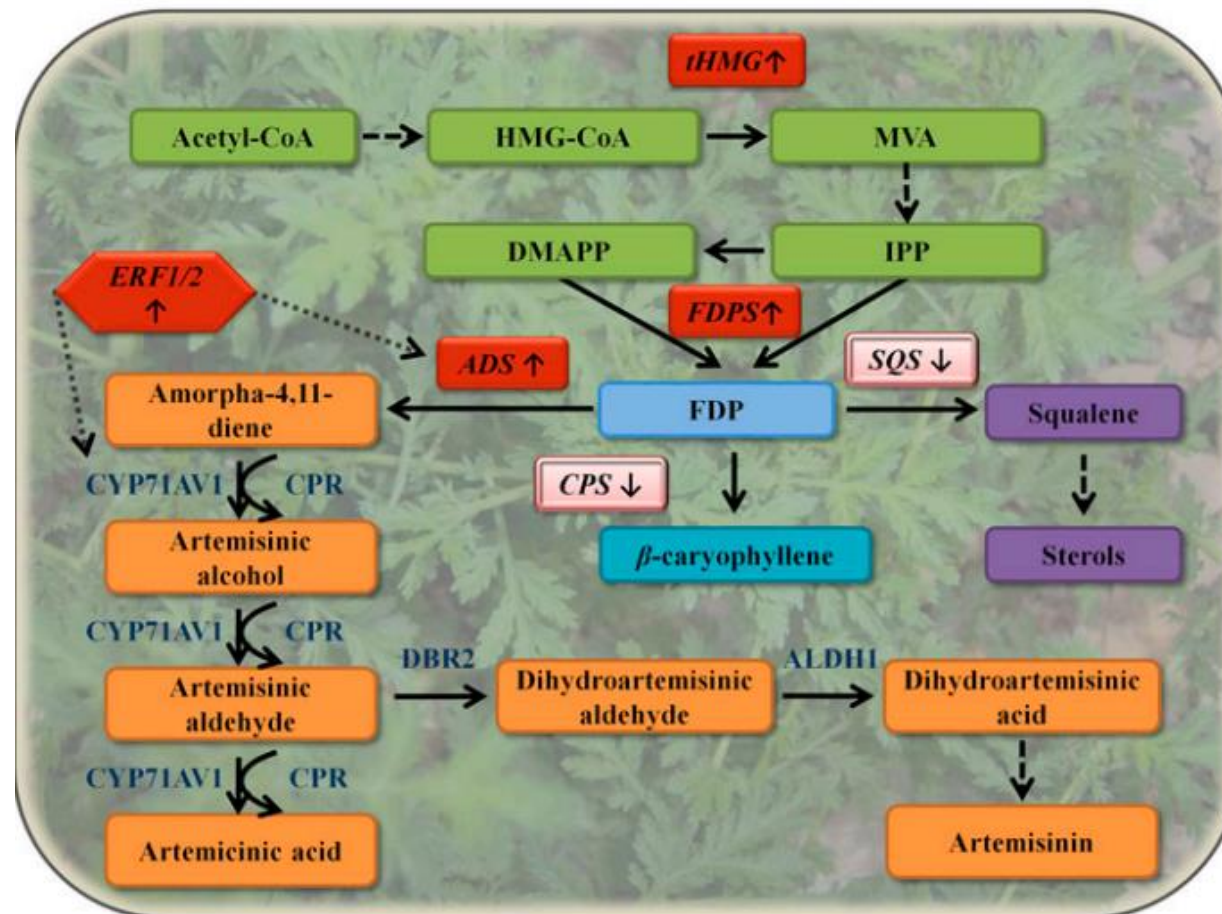 tHMG↑
Acetyl-CoA
HMG-CoA
MVA
DMAPP
IPP
ERF1/2
↑
FDPS↑
ADS ↑
SQS ↓
Amorpha-4,11-
diene
FDP
Squalene
CYP71AV1
CPR
CPS ↓
Artemisinic
alcohol
β-caryophyllene
Sterols
CYP71AV1
CPR
DBR2
ALDH1
Artemisinic
aldehyde
Dihydroartemisinic
aldehyde
Dihydroartemisinic
acid
CYP71AV1
CPR
Artemicinic acid
Artemisinin